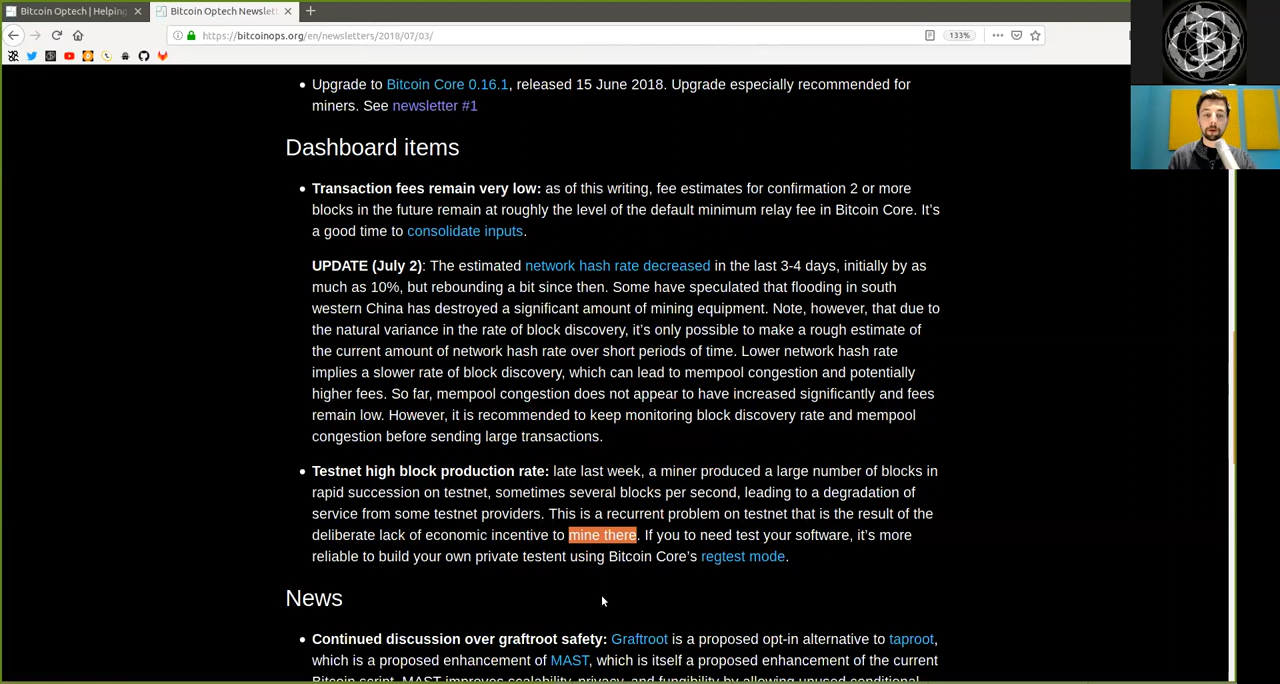 Bitcoin Optech | Helping
Bitcoin Optech Newslett
https://bitcoinops.org/en/newsletters/2018/07/03/
133%
Upgrade to Bitcoin Core 0.16.1, released 15 June 2018. Upgrade especially recommended for
miners. See newsletter #1
Dashboard items
Transaction fees remain very low: as of this writing, fee estimates for confirmation 2 or more
blocks in the future remain at roughly the level of the default minimum relay fee in Bitcoin Core. It's
a good time to consolidate inputs.
UPDATE (July 2): The estimated network hash rate decreased in the last 3-4 days, initially by as
much as 10%, but rebounding a bit since then. Some have speculated that flooding in south
western China has destroyed a significant amount of mining equipment. Note, however, that due to
the natural variance in the rate of block discovery, it's only possible to make a rough estimate of
the current amount of network hash rate over short periods of time. Lower network hash rate
implies a slower rate of block discovery, which can lead to mempool congestion and potentially
higher fees. So far, mempool congestion does not appear to have increased significantly and fees
remain low. However, it is recommended to keep monitoring block discovery rate and mempool
congestion before sending large transactions.
Testnet high block production rate: late last week, a miner produced a large number of blocks in
rapid succession on testnet, sometimes several blocks per second, leading to a degradation of
service from some testnet providers. This is a recurrent problem on testnet that is the result of the
deliberate lack of economic incentive to mine there. If you to need test your software, it's more
reliable to build your own private testent using Bitcoin Core's regtest mode.
News
Continued discussion over graftroot safety: Graftroot is a proposed opt-in alternative to taproot,
which is a proposed enhancement of MAST, which is itself a proposed enhancement of the current
Bitcoin script. MAST improves scalability, privacy, and fungibility by allowing unused conditional